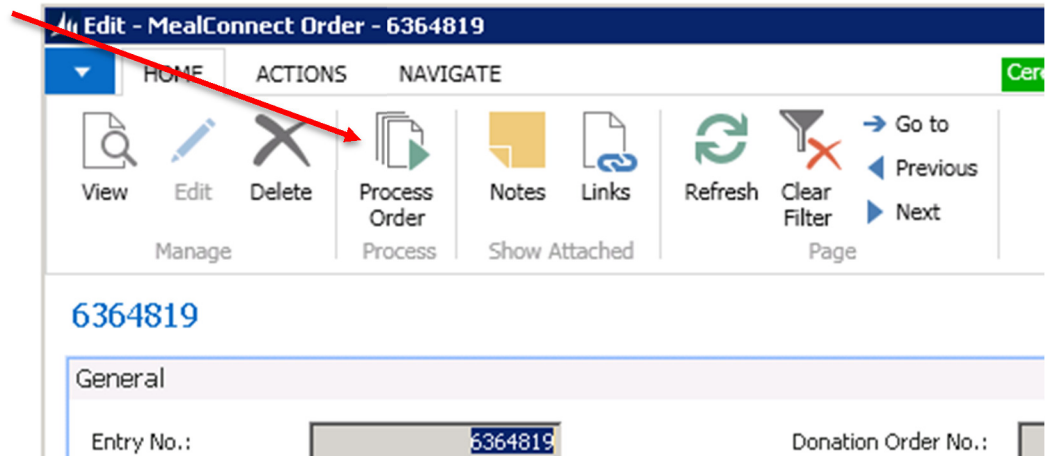 Edit - MealConnect Order - 6364819
HOME ACTIONS NAVIGATE
View Edit Delete Process Order Notes Links Refresh Clear Filter
Go to
Previous
Next
Manage Process Show Attached Page
6364819
General
Entry No.: 6364819 Donation Order No.: